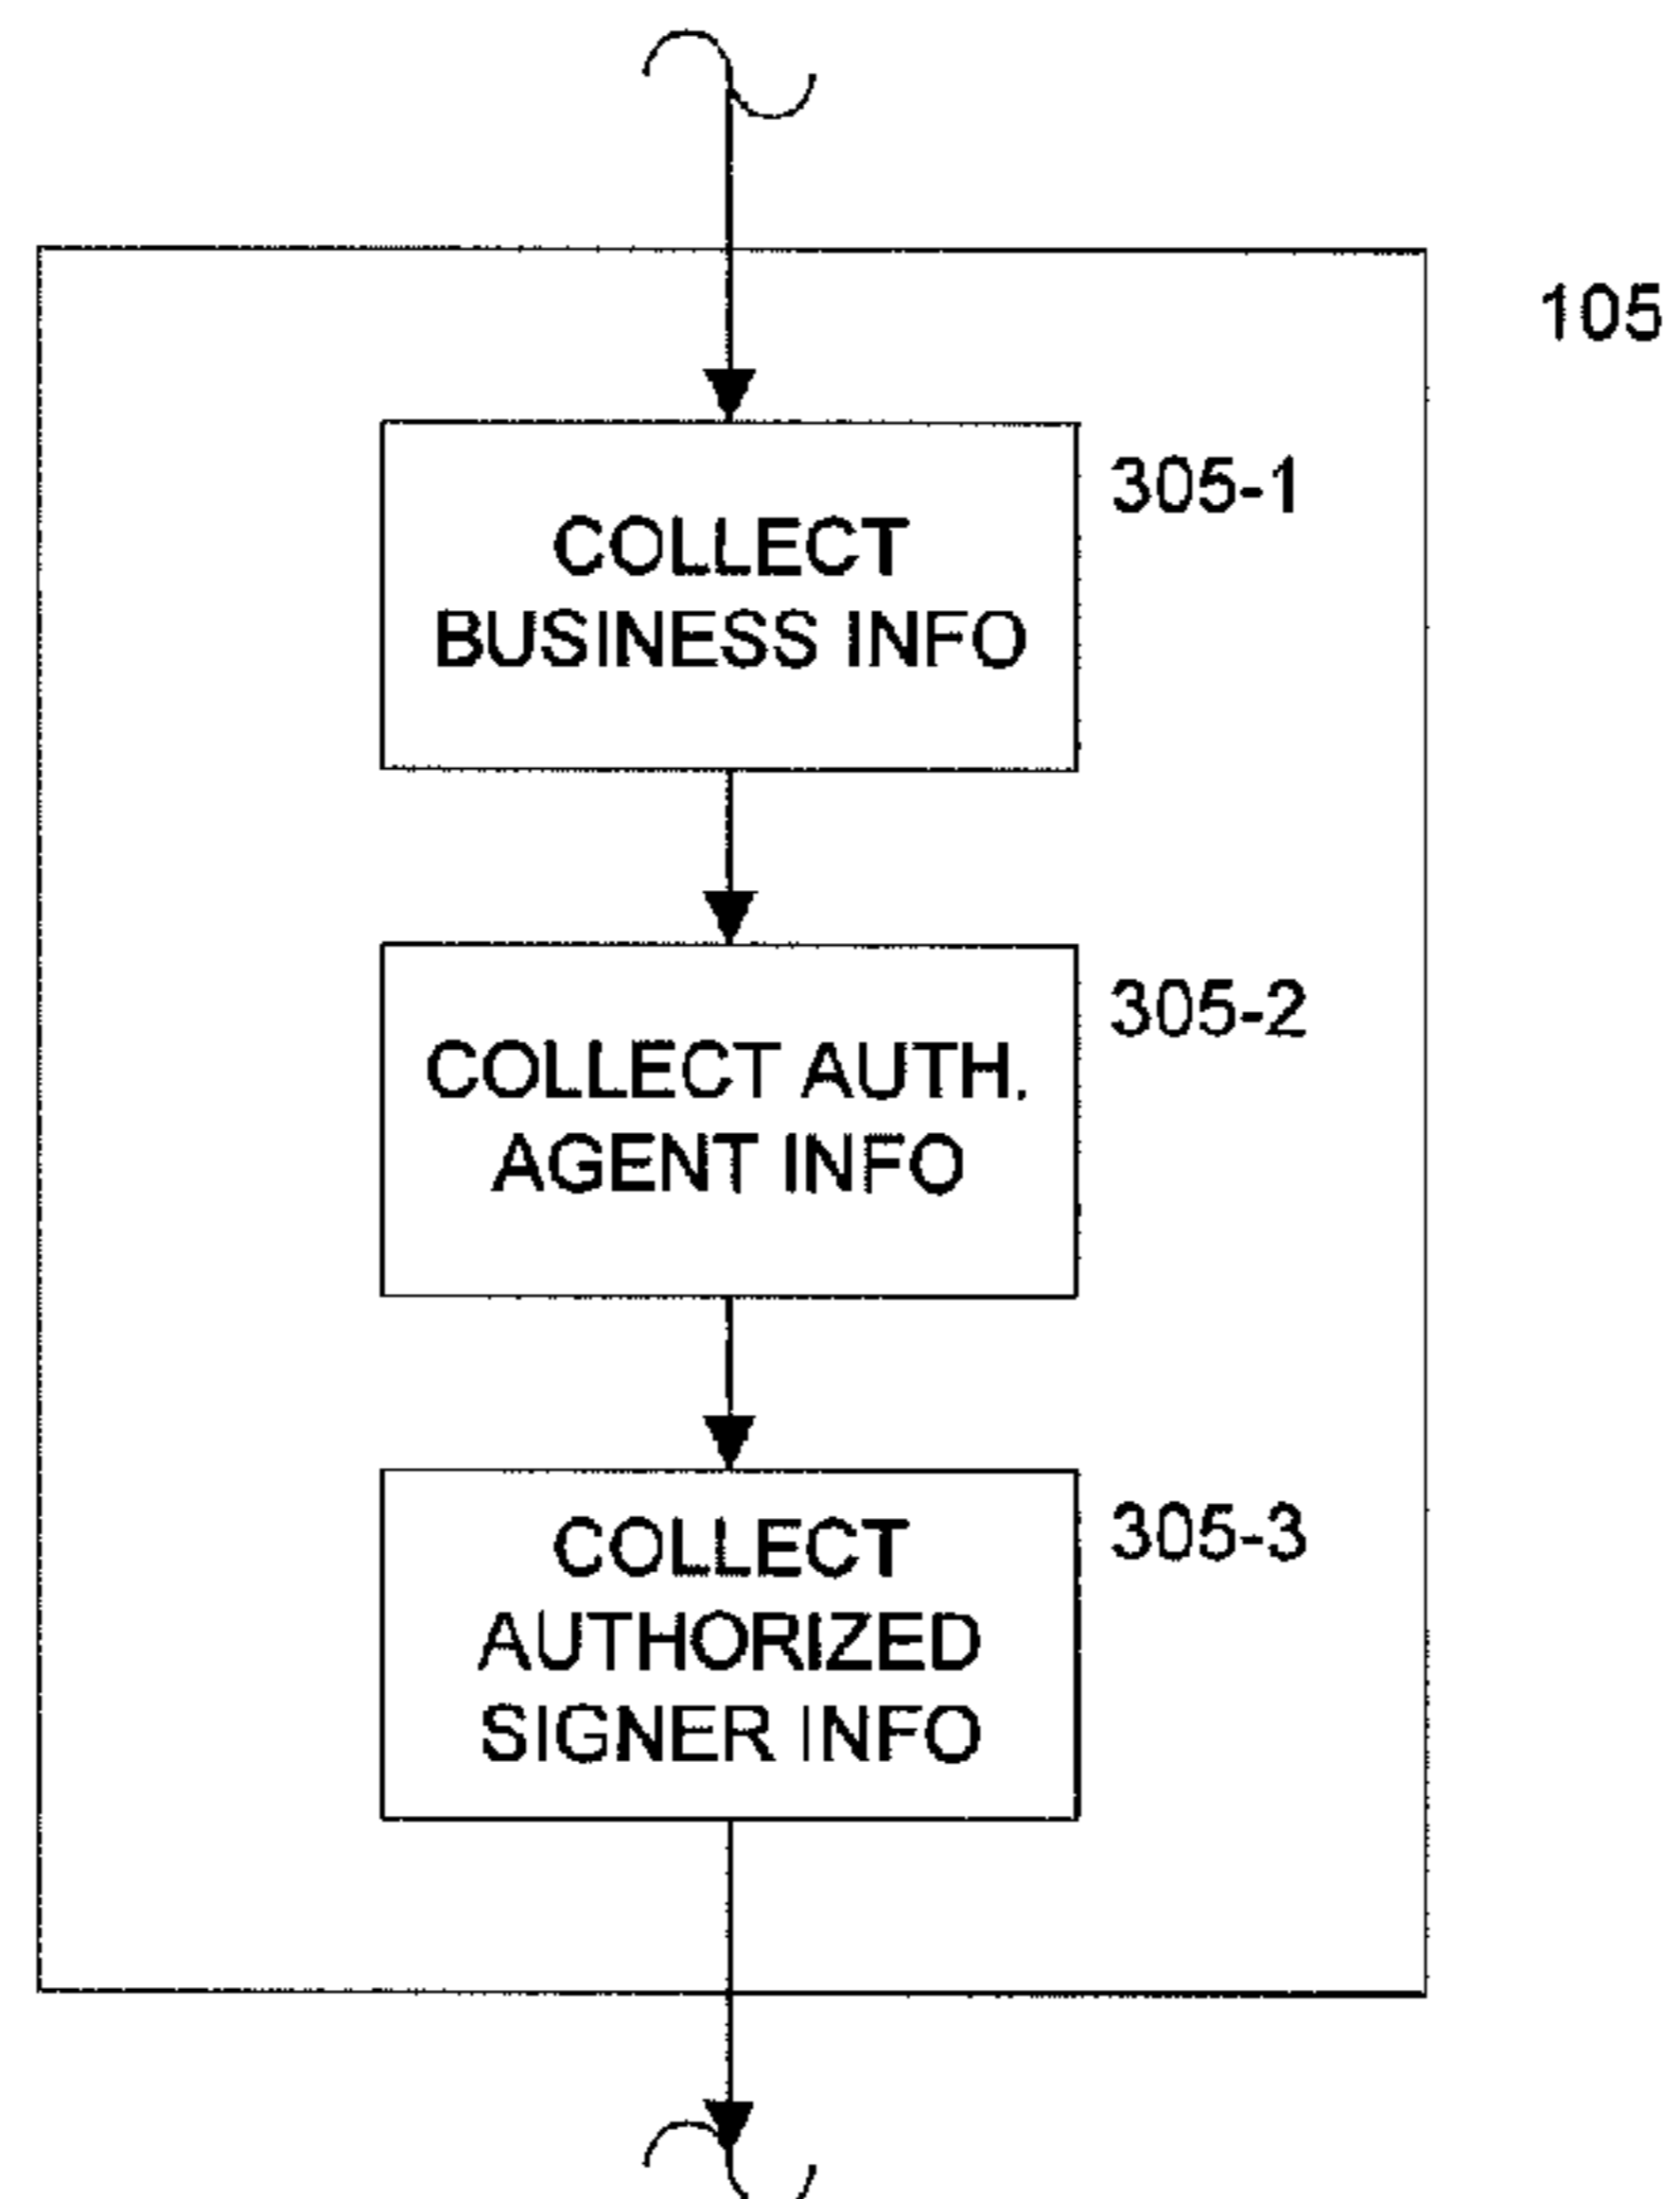 105
305-1
COLLECT
BUSINESS INFO
305-2
COLLECT AUTH.
AGENT INFO
305-3
COLLECT
AUTHORIZED
SIGNER INFO